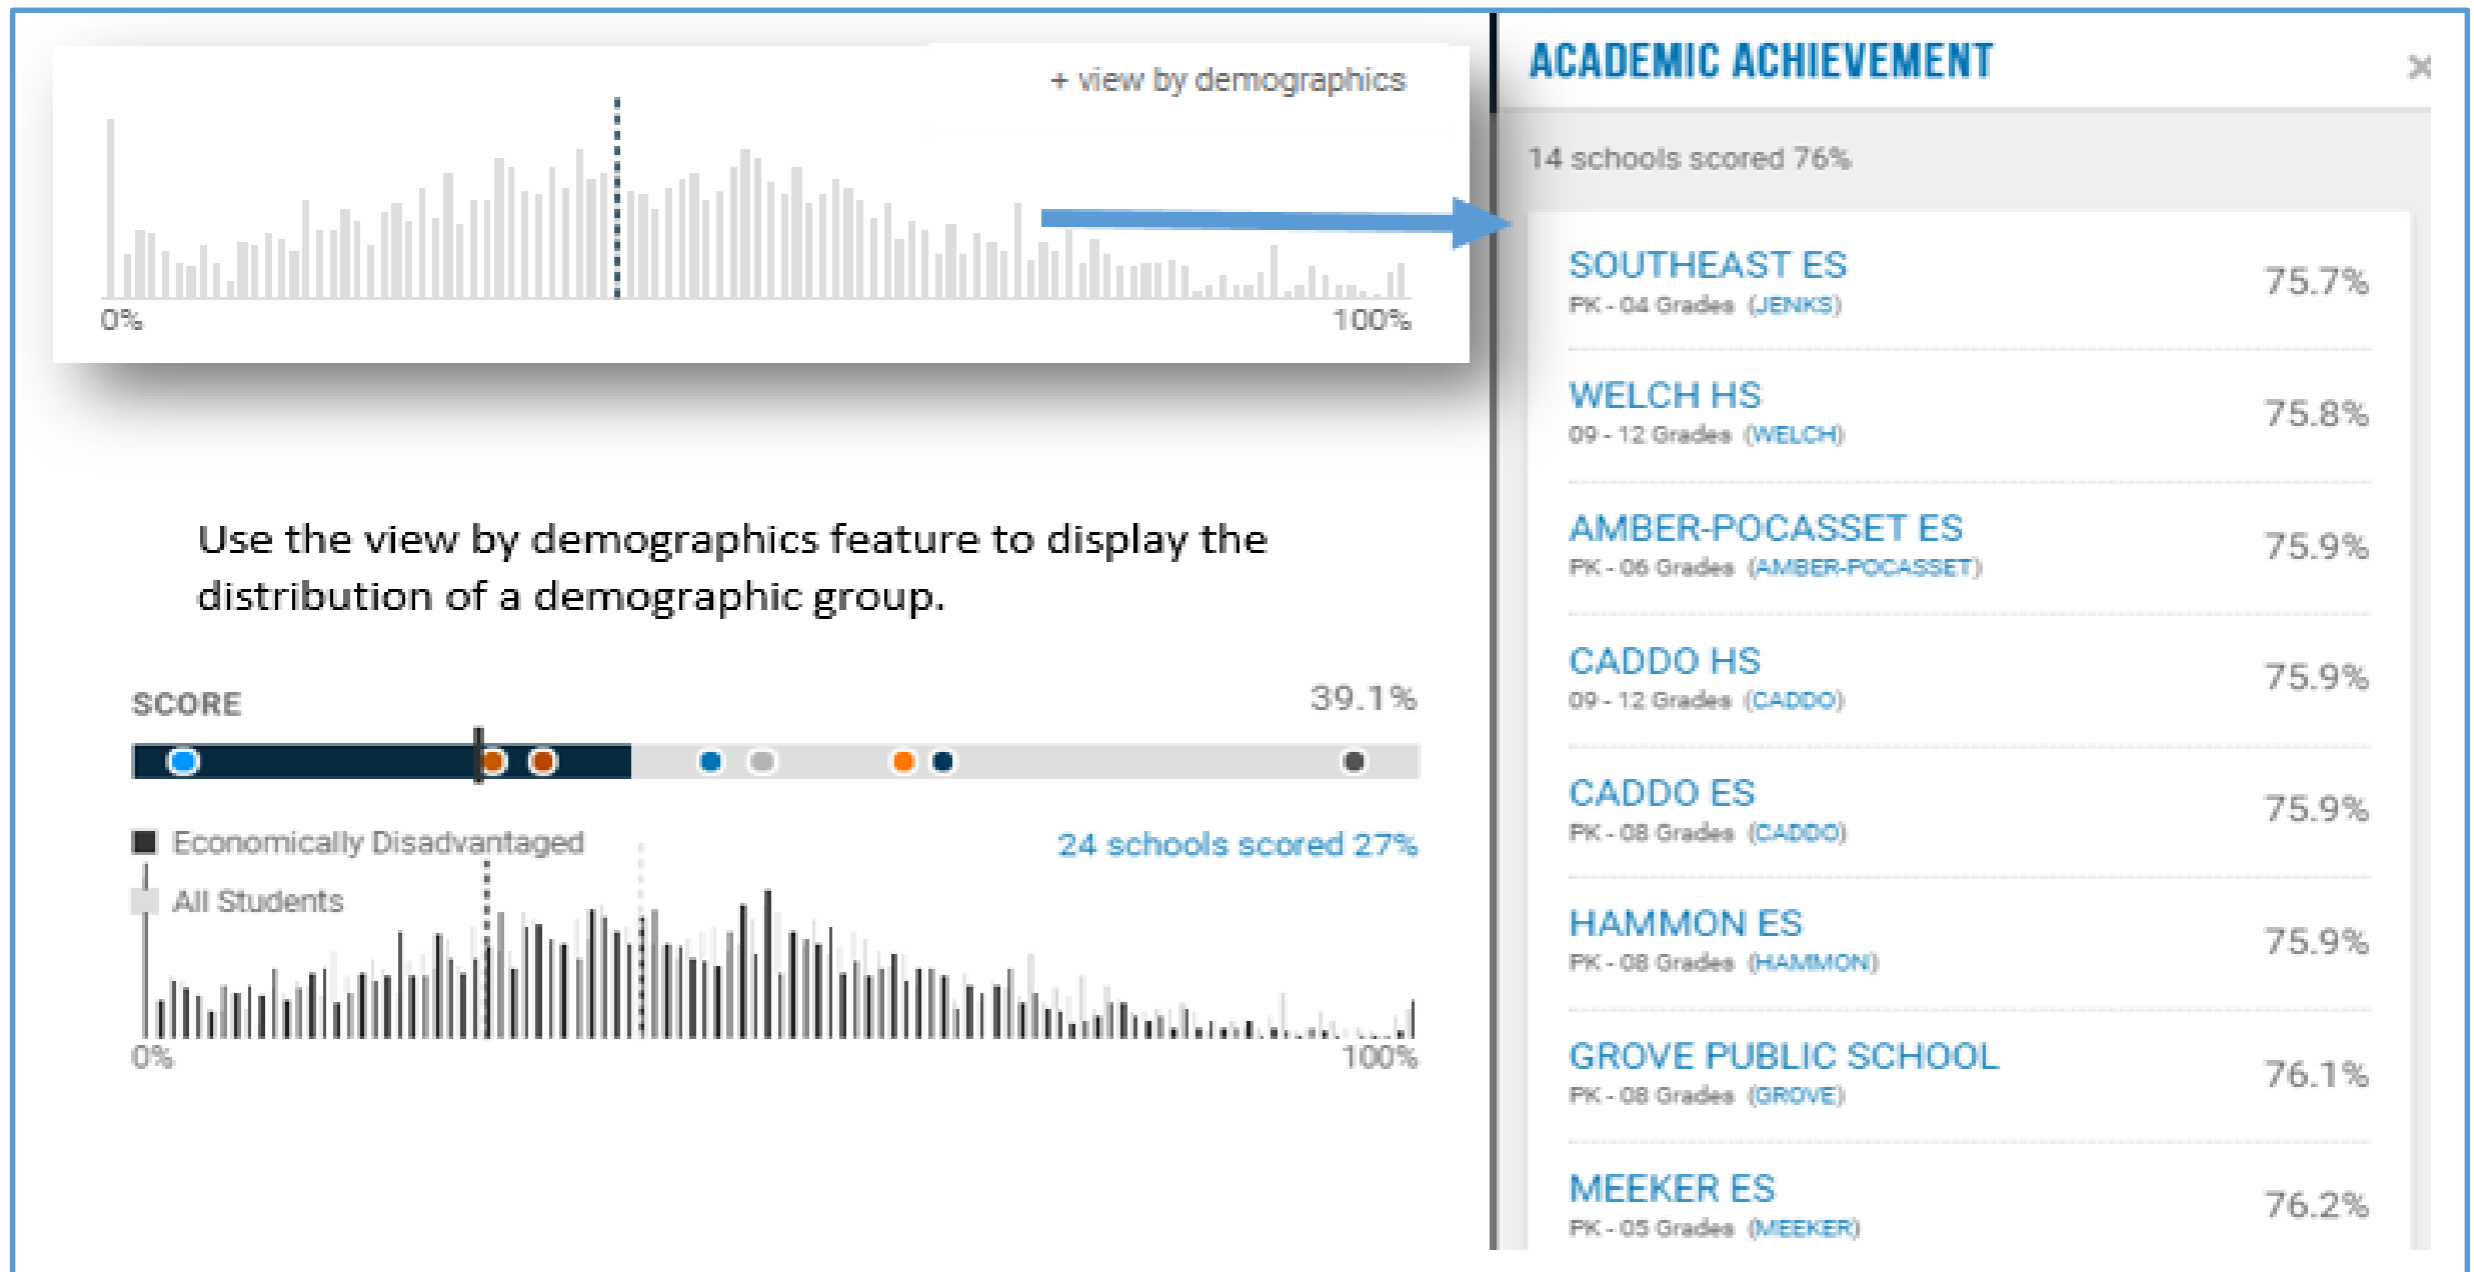 + view by demographics
0%
100%
Use the view by demographics feature to display the
distribution of a demographic group.
SCORE
39.1%
Economically Disadvantaged
24 schools scored 27%
All Students
0%
100%
ACADEMIC ACHIEVEMENT
×
14 schools scored 76%
SOUTHEAST ES
75.7%
PK - 04 Grades (JENKS)
WELCH HS
75.8%
09 - 12 Grades (WELCH)
AMBER-POCASSET ES
75.9%
PK - 06 Grades (AMBER-POCASSET)
CADDO HS
75.9%
09 - 12 Grades (CADDO)
CADDO ES
75.9%
PK - 08 Grades (CADDO)
HAMMON ES
75.9%
PK - 08 Grades (HAMMON)
GROVE PUBLIC SCHOOL
76.1%
PK - 08 Grades (GROVE)
MEEKER ES
76.2%
PK - 05 Grades (MEEKER)